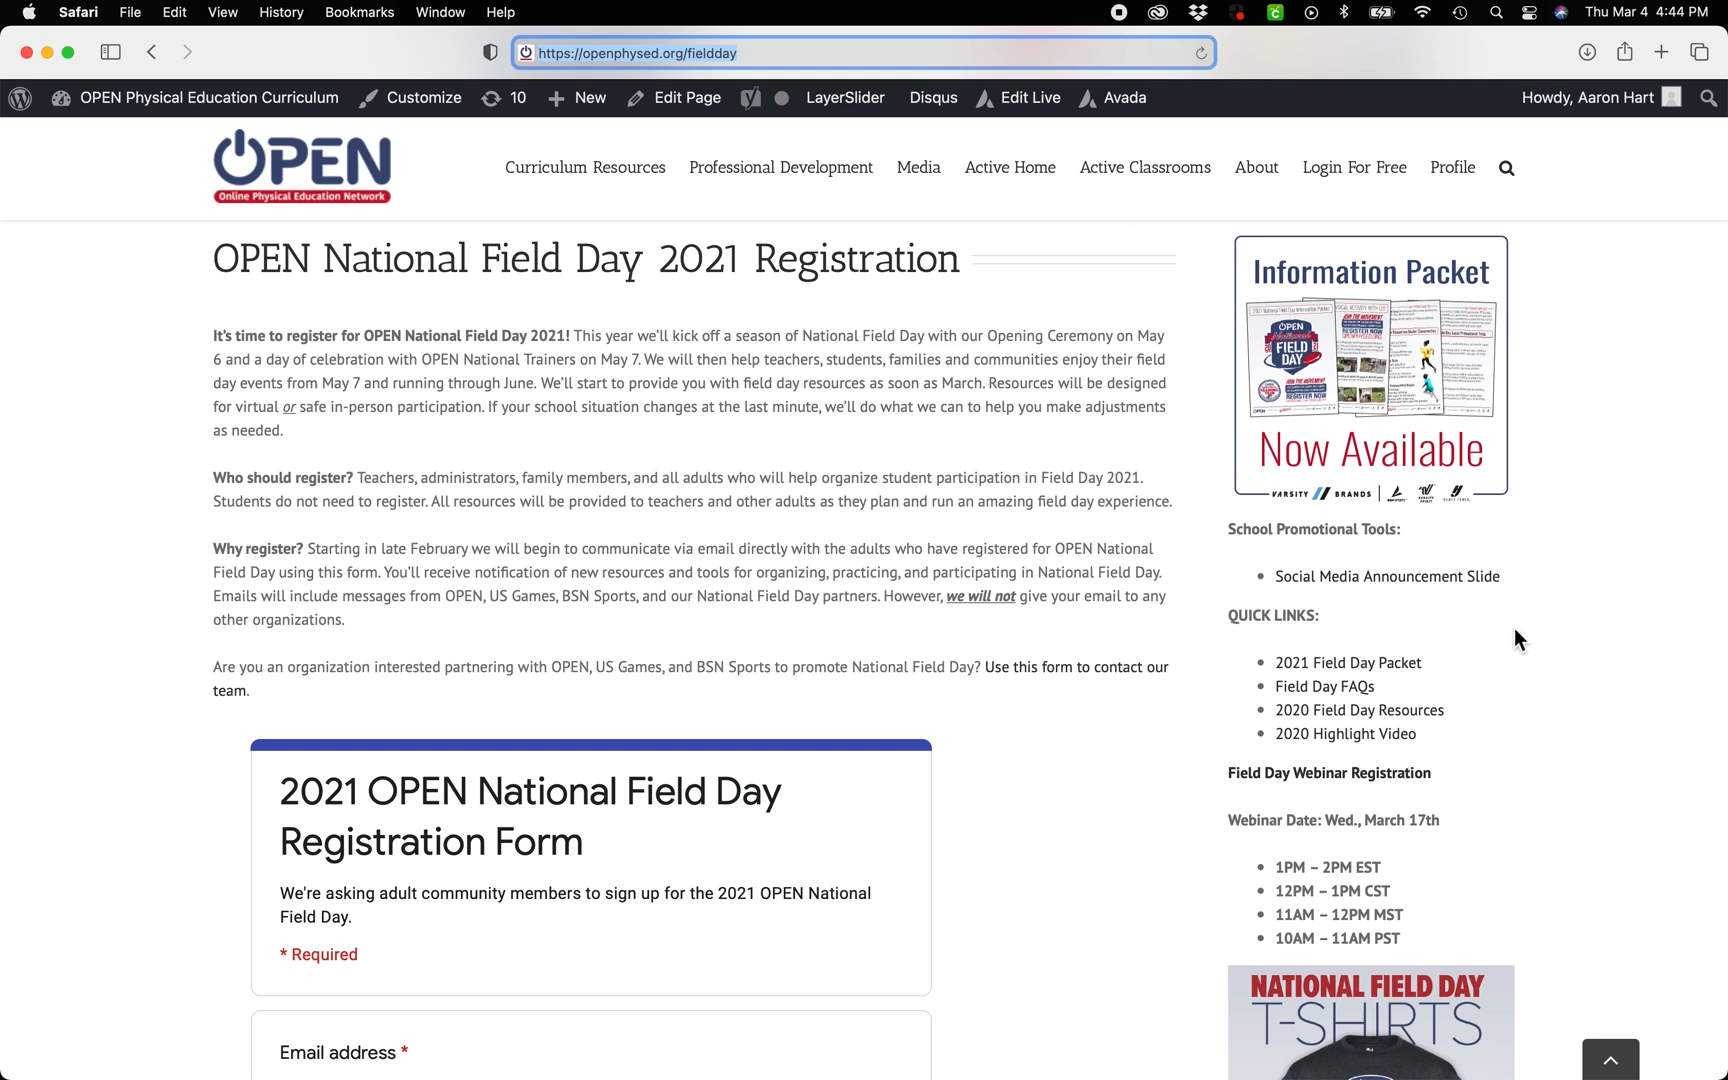 Safari File Edit View History Bookmarks Window Help Thu Mar 4 4:44 PM
https://openphysed.org/fieldday
OPEN Physical Education Curriculum Customize 10 New Edit Page LayerSlider Disqus Edit Live Avada Howdy, Aaron Hart
OPEN
Online Physical Education Network
Curriculum Resources Professional Development Media Active Home Active Classrooms About Login For Free Profile
OPEN National Field Day 2021 Registration
It's time to register for OPEN National Field Day 2021! This year we'll kick off a season of National Field Day with our Opening Ceremony on May
6 and a day of celebration with OPEN National Trainers on May 7. We will then help teachers, students, families and communities enjoy their field
day events from May 7 and running through June. We'll start to provide you with field day resources as soon as March. Resources will be designed
for virtual or safe in-person participation. If your school situation changes at the last minute, we'll do what we can to help you make adjustments
as needed.
Who should register? Teachers, administrators, family members, and all adults who will help organize student participation in Field Day 2021.
Students do not need to register. All resources will be provided to teachers and other adults as they plan and run an amazing field day experience.
Why register? Starting in late February we will begin to communicate via email directly with the adults who have registered for OPEN National
Field Day using this form. You'll receive notification of new resources and tools for organizing, practicing, and participating in National Field Day.
Emails will include messages from OPEN, US Games, BSN Sports, and our National Field Day partners. However, we will not give your email to any
other organizations.
Are you an organization interested partnering with OPEN, US Games, and BSN Sports to promote National Field Day? Use this form to contact our
team.
2021 OPEN National Field Day
Registration Form
We're asking adult community members to sign up for the 2021 OPEN National
Field Day.
* Required
Email address *
Information Packet
OPEN
National
FIELD
DAY
Now Available
VARSITY BRANDS
School Promotional Tools:
• Social Media Announcement Slide
QUICK LINKS:
• 2021 Field Day Packet
• Field Day FAQs
• 2020 Field Day Resources
• 2020 Highlight Video
Field Day Webinar Registration
Webinar Date: Wed., March 17th
• 1PM – 2PM EST
• 12PM – 1PM CST
• 11AM – 12PM MST
• 10AM – 11AM PST
NATIONAL FIELD DAY
T-SHIRTS